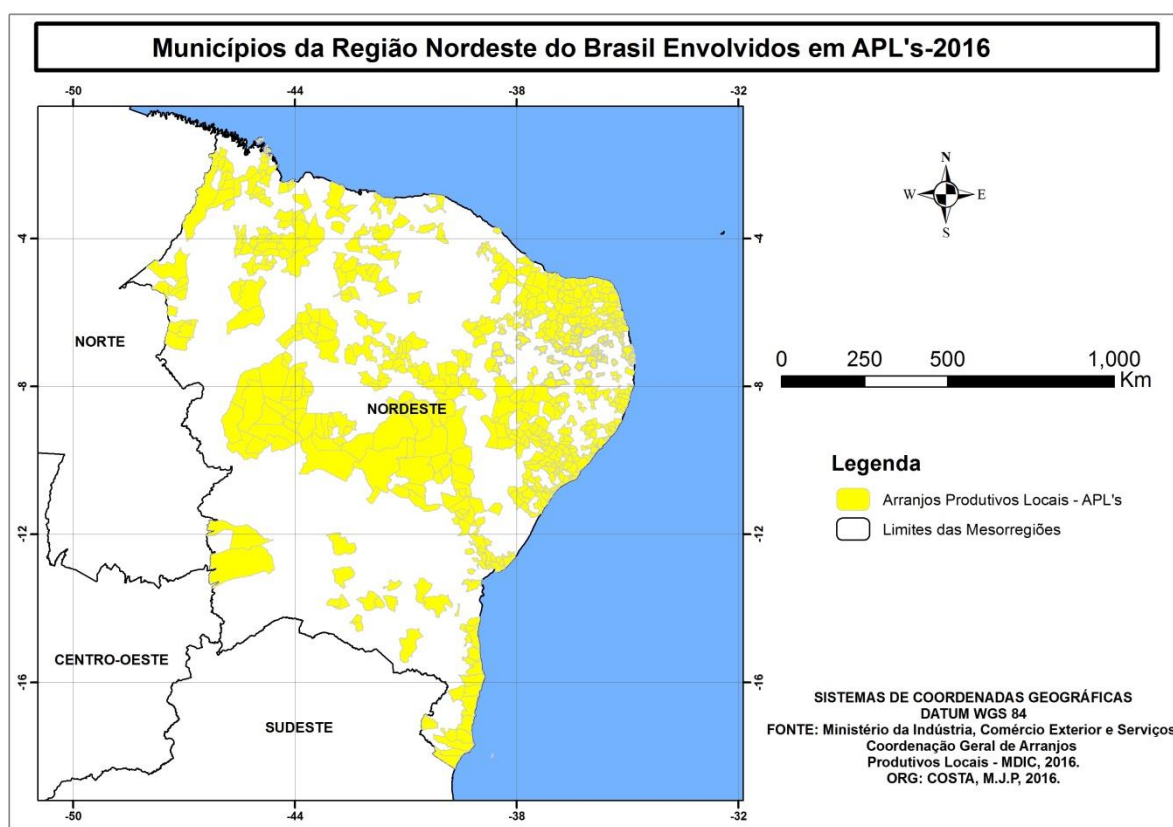 Municípios da Região Nordeste do Brasil Envolvidos em APL's-2016
-50 -44 -38 -32
N
W E
S
-4 -4
NORTE
0 250 500 1,000
Km
-8 -8
NORDESTE
Legenda
Arranjos Produtivos Locais - APL's
Limites das Mesorregiões
-12 -12
CENTRO-OESTE
-16 -16
SUDESTE
SISTEMAS DE COORDENADAS GEOGRÁFICAS
DATUM WGS 84
FONTE: Ministério da Indústria, Comércio Exterior e Serviços
Coordenação Geral de Arranjos
Produtivos Locais - MDIC, 2016.
ORG: COSTA, M.J.P, 2016.
-50 -44 -38 -32